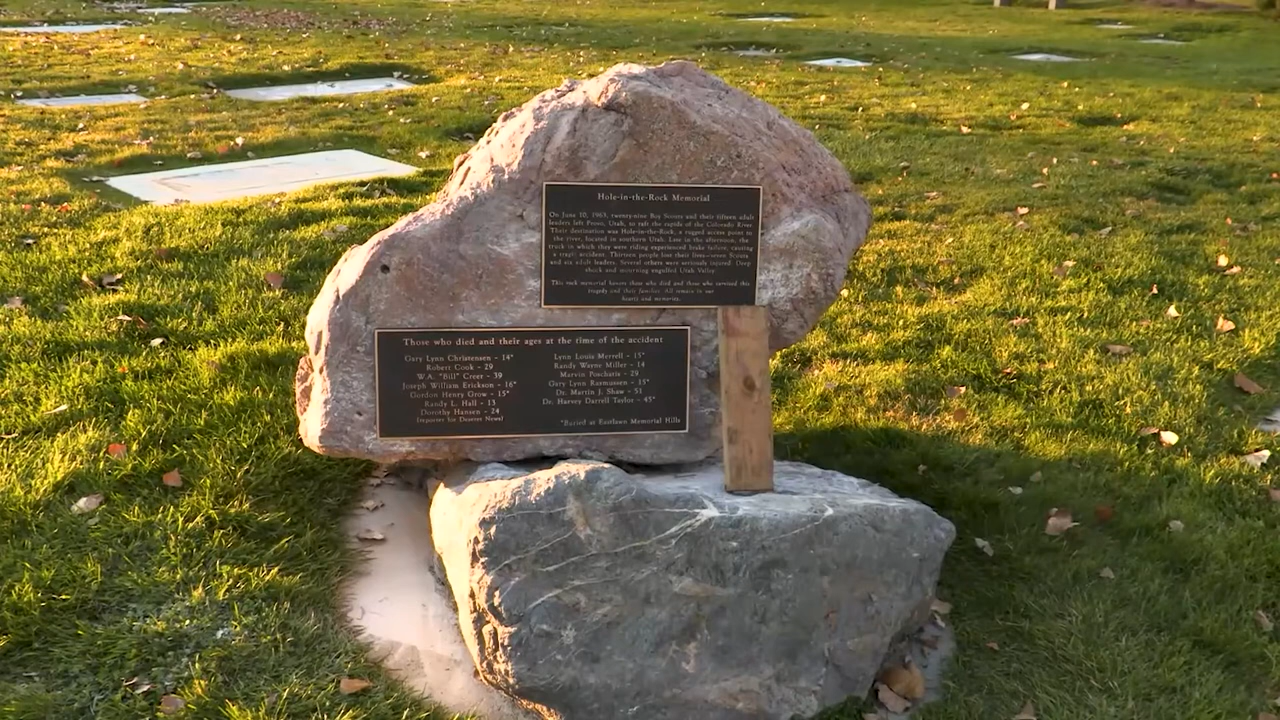 Hole-in-the-Rock Memorial
On June 10, 1963, twenty-nine Boy Scouts and their fifteen adult
leaders left Provo, Utah, to raft the rapids of the Colorado River.
Their destination was Hole-in-the-Rock, a rugged access point to
the river, located in southern Utah. Late in the afternoon, the
truck in which they were riding experienced brake failure, causing
a tragic accident. Thirteen people lost their lives—seven Scouts
and six adult leaders. Several others were seriously injured. Deep
shock and mourning engulfed Utah Valley.
This rock memorial honors those who died and those who survived this
tragedy and their families. All remain in our
hearts and memories.
Those who died and their ages at the time of the accident
Gary Lynn Christensen - 14*
Robert Cook - 29
W.A. "Bill" Creer - 39
Joseph William Erickson - 16*
Gordon Henry Grow - 15*
Randy L. Hall - 13
Dorothy Hansen - 24
(reporter for Deseret News)
Lynn Louis Merrell - 15*
Randy Wayne Miller - 14
Marvin Poschatis - 29
Gary Lynn Rasmussen - 15*
Dr. Martin J. Shaw - 51
Dr. Harvey Darrell Taylor - 45*
*Buried at Eastlawn Memorial Hills